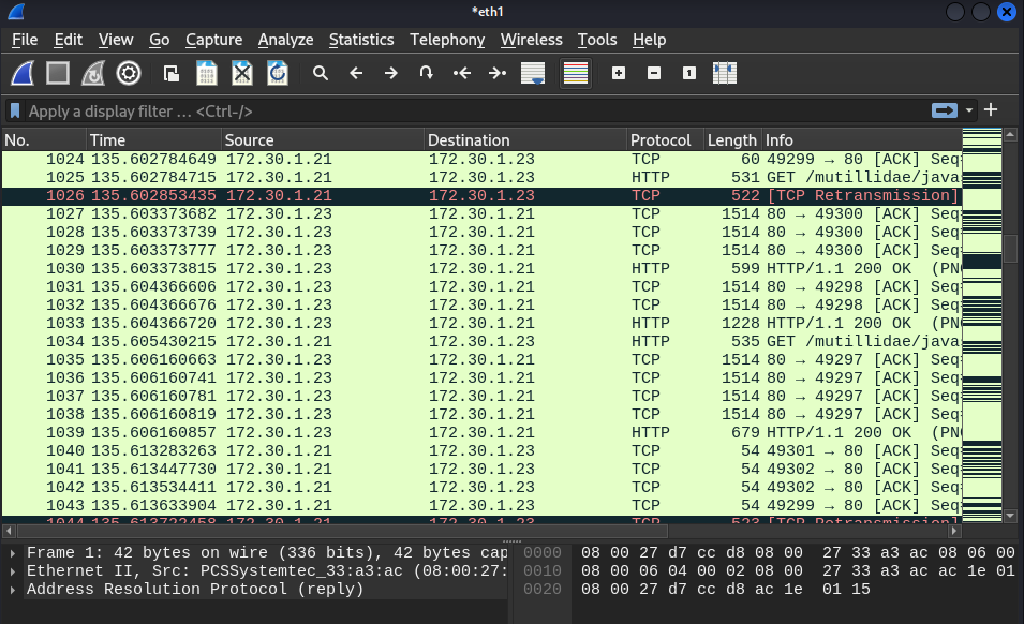 *eth1
File Edit View Go Capture Analyze Statistics Telephony Wireless Tools Help
Apply a display filter ... <Ctrl-/>
No. Time Source Destination Protocol Length Info
1024 135.602784649 172.30.1.21 172.30.1.23 TCP 60 49299 → 80 [ACK] Seq=
1025 135.602784715 172.30.1.21 172.30.1.23 HTTP 531 GET /mutillidae/java
1026 135.602853435 172.30.1.21 172.30.1.23 TCP 522 [TCP Retransmission]
1027 135.603373682 172.30.1.23 172.30.1.21 TCP 1514 80 → 49300 [ACK] Seq=
1028 135.603373739 172.30.1.23 172.30.1.21 TCP 1514 80 → 49300 [ACK] Seq=
1029 135.603373777 172.30.1.23 172.30.1.21 TCP 1514 80 → 49300 [ACK] Seq=
1030 135.603373815 172.30.1.23 172.30.1.21 HTTP 599 HTTP/1.1 200 OK (PN
1031 135.604366606 172.30.1.23 172.30.1.21 TCP 1514 80 → 49298 [ACK] Seq=
1032 135.604366676 172.30.1.23 172.30.1.21 TCP 1514 80 → 49298 [ACK] Seq=
1033 135.604366720 172.30.1.23 172.30.1.21 HTTP 1228 HTTP/1.1 200 OK (PN
1034 135.605430215 172.30.1.21 172.30.1.23 HTTP 535 GET /mutillidae/java
1035 135.606160663 172.30.1.23 172.30.1.21 TCP 1514 80 → 49297 [ACK] Seq=
1036 135.606160741 172.30.1.23 172.30.1.21 TCP 1514 80 → 49297 [ACK] Seq=
1037 135.606160781 172.30.1.23 172.30.1.21 TCP 1514 80 → 49297 [ACK] Seq=
1038 135.606160819 172.30.1.23 172.30.1.21 TCP 1514 80 → 49297 [ACK] Seq=
1039 135.606160857 172.30.1.23 172.30.1.21 HTTP 679 HTTP/1.1 200 OK (PN
1040 135.613283263 172.30.1.21 172.30.1.23 TCP 54 49301 → 80 [ACK] Seq=
1041 135.613447730 172.30.1.21 172.30.1.23 TCP 54 49302 → 80 [ACK] Seq=
1042 135.613534411 172.30.1.21 172.30.1.23 TCP 54 49302 → 80 [ACK] Seq=
1043 135.613633904 172.30.1.21 172.30.1.23 TCP 54 49299 → 80 [ACK] Seq=
1044 135.613722458 172.30.1.21 172.30.1.23 TCP 523 [TCP Retransmission]
Frame 1: 42 bytes on wire (336 bits), 42 bytes cap
Ethernet II, Src: PCSSystemtec_33:a3:ac (08:00:27:
Address Resolution Protocol (reply)
0000 08 00 27 d7 cc d8 08 00 27 33 a3 ac 08 06 00
0010 08 00 06 04 00 02 08 00 27 33 a3 ac ac 1e 01
0020 08 00 27 d7 cc d8 ac 1e 01 15